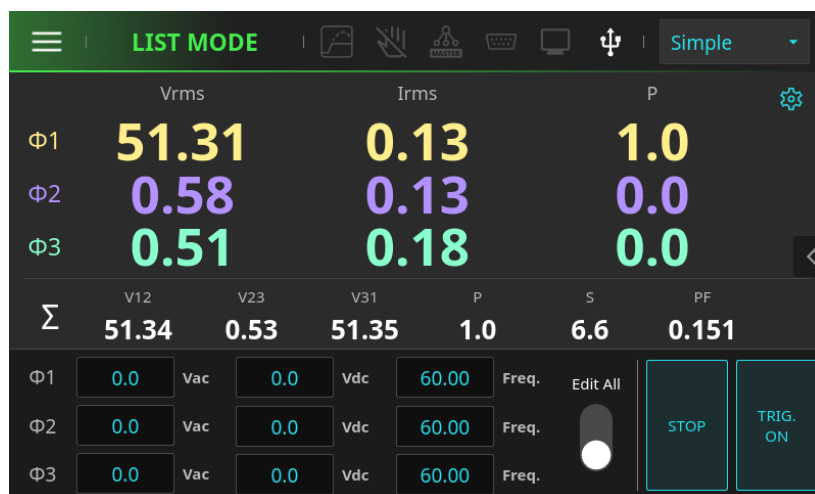 LIST MODE MASTER Simple
Vrms Irms P
Φ1 51.31 0.13 1.0
Φ2 0.58 0.13 0.0
Φ3 0.51 0.18 0.0
V12 V23 V31 P S PF
Σ 51.34 0.53 51.35 1.0 6.6 0.151
Φ1 0.0 Vac 0.0 Vdc 60.00 Freq. Edit All
Φ2 0.0 Vac 0.0 Vdc 60.00 Freq. STOP TRIG. ON
Φ3 0.0 Vac 0.0 Vdc 60.00 Freq.